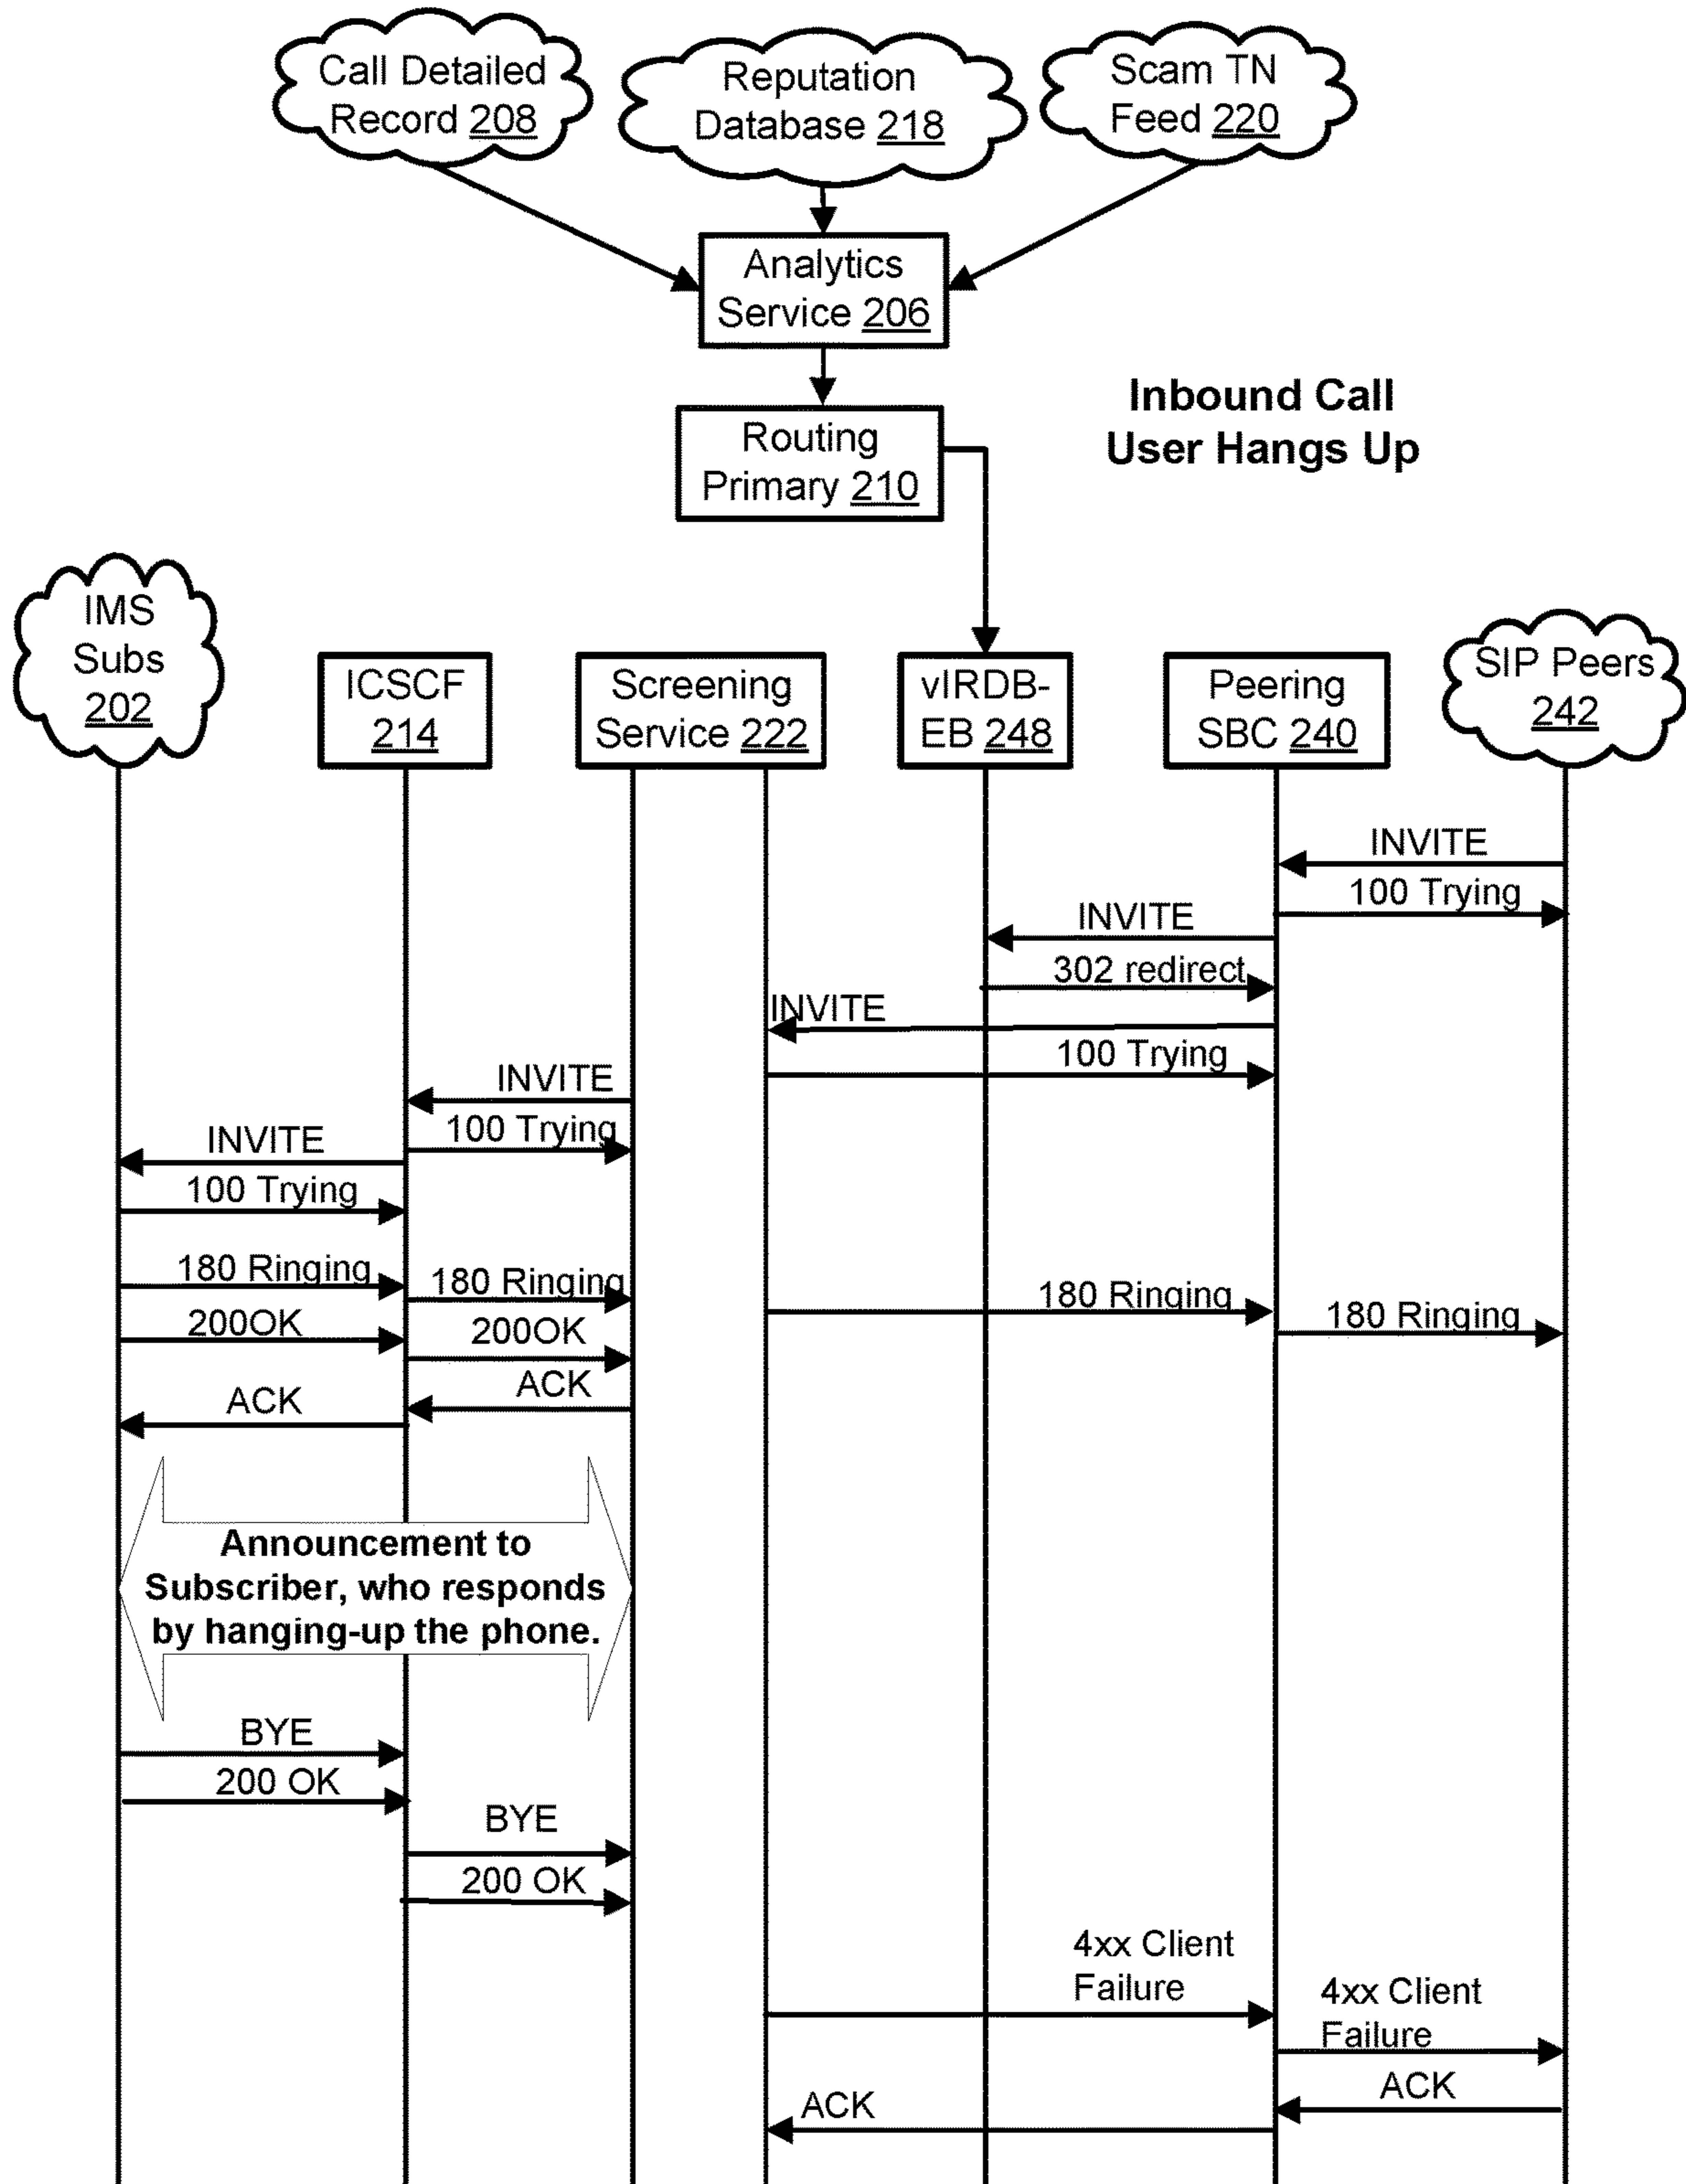 Call Detailed
Record 208
Reputation
Database 218
Scam TN
Feed 220
Analytics
Service 206
Routing
Primary 210
Inbound Call
User Hangs Up
IMS
Subs
202
ICSCF
214
Screening
Service 222
vIRDB-
EB 248
Peering
SBC 240
SIP Peers
242
INVITE
100 Trying
INVITE
302 redirect
INVITE
100 Trying
INVITE
100 Trying
INVITE
100 Trying
180 Ringing
180 Ringing
180 Ringing
180 Ringing
200OK
200OK
ACK
ACK
Announcement to
Subscriber, who responds
by hanging-up the phone.
BYE
200 OK
BYE
200 OK
4xx Client
Failure
4xx Client
Failure
ACK
ACK